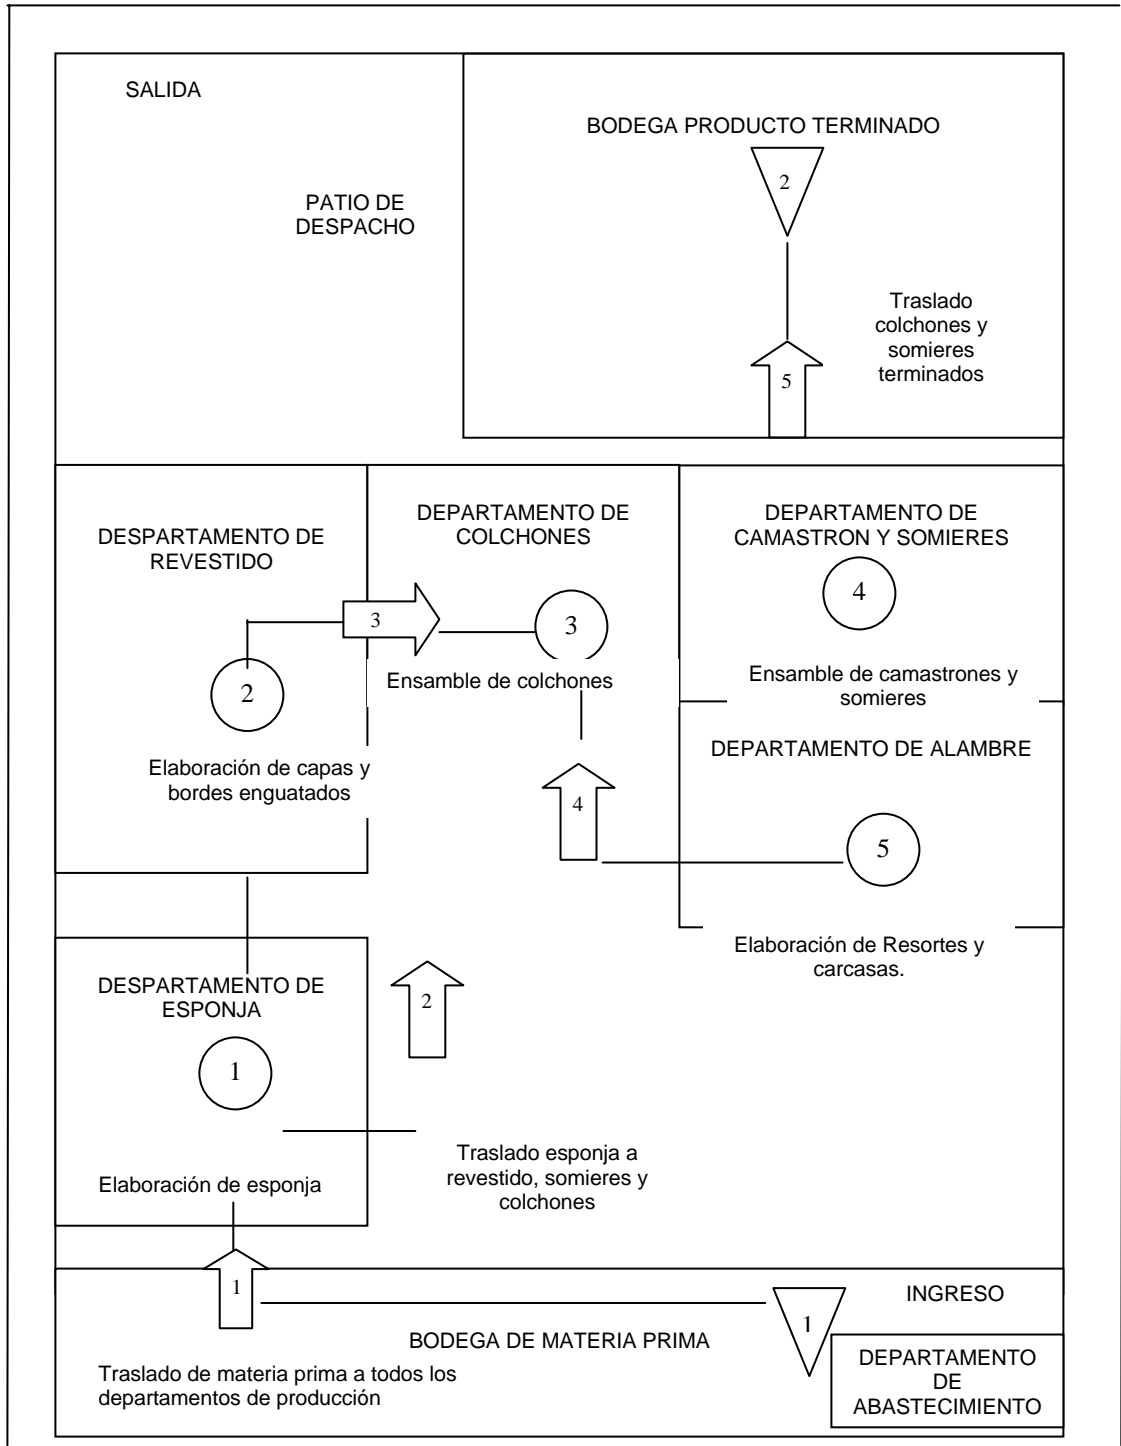 SALIDA
BODEGA PRODUCTO TERMINADO
2
PATIO DE
DESPACHO
Traslado
colchones y
somieres
terminados
5
DESPARTAMENTO DE
REVESTIDO
DEPARTAMENTO DE
COLCHONES
DEPARTAMENTO DE
CAMASTRON Y SOMIERES
4
3
3
2
Ensamble de colchones
Ensamble de camastrones y
somieres
Elaboración de capas y
bordes enguatados
DEPARTAMENTO DE ALAMBRE
4
5
Elaboración de Resortes y
carcasas.
DESPARTAMENTO DE
ESPONJA
2
1
Elaboración de esponja
Traslado esponja a
revestido, somieres y
colchones
1
INGRESO
1
BODEGA DE MATERIA PRIMA
Traslado de materia prima a todos los
departamentos de producción
DEPARTAMENTO
DE
ABASTECIMIENTO